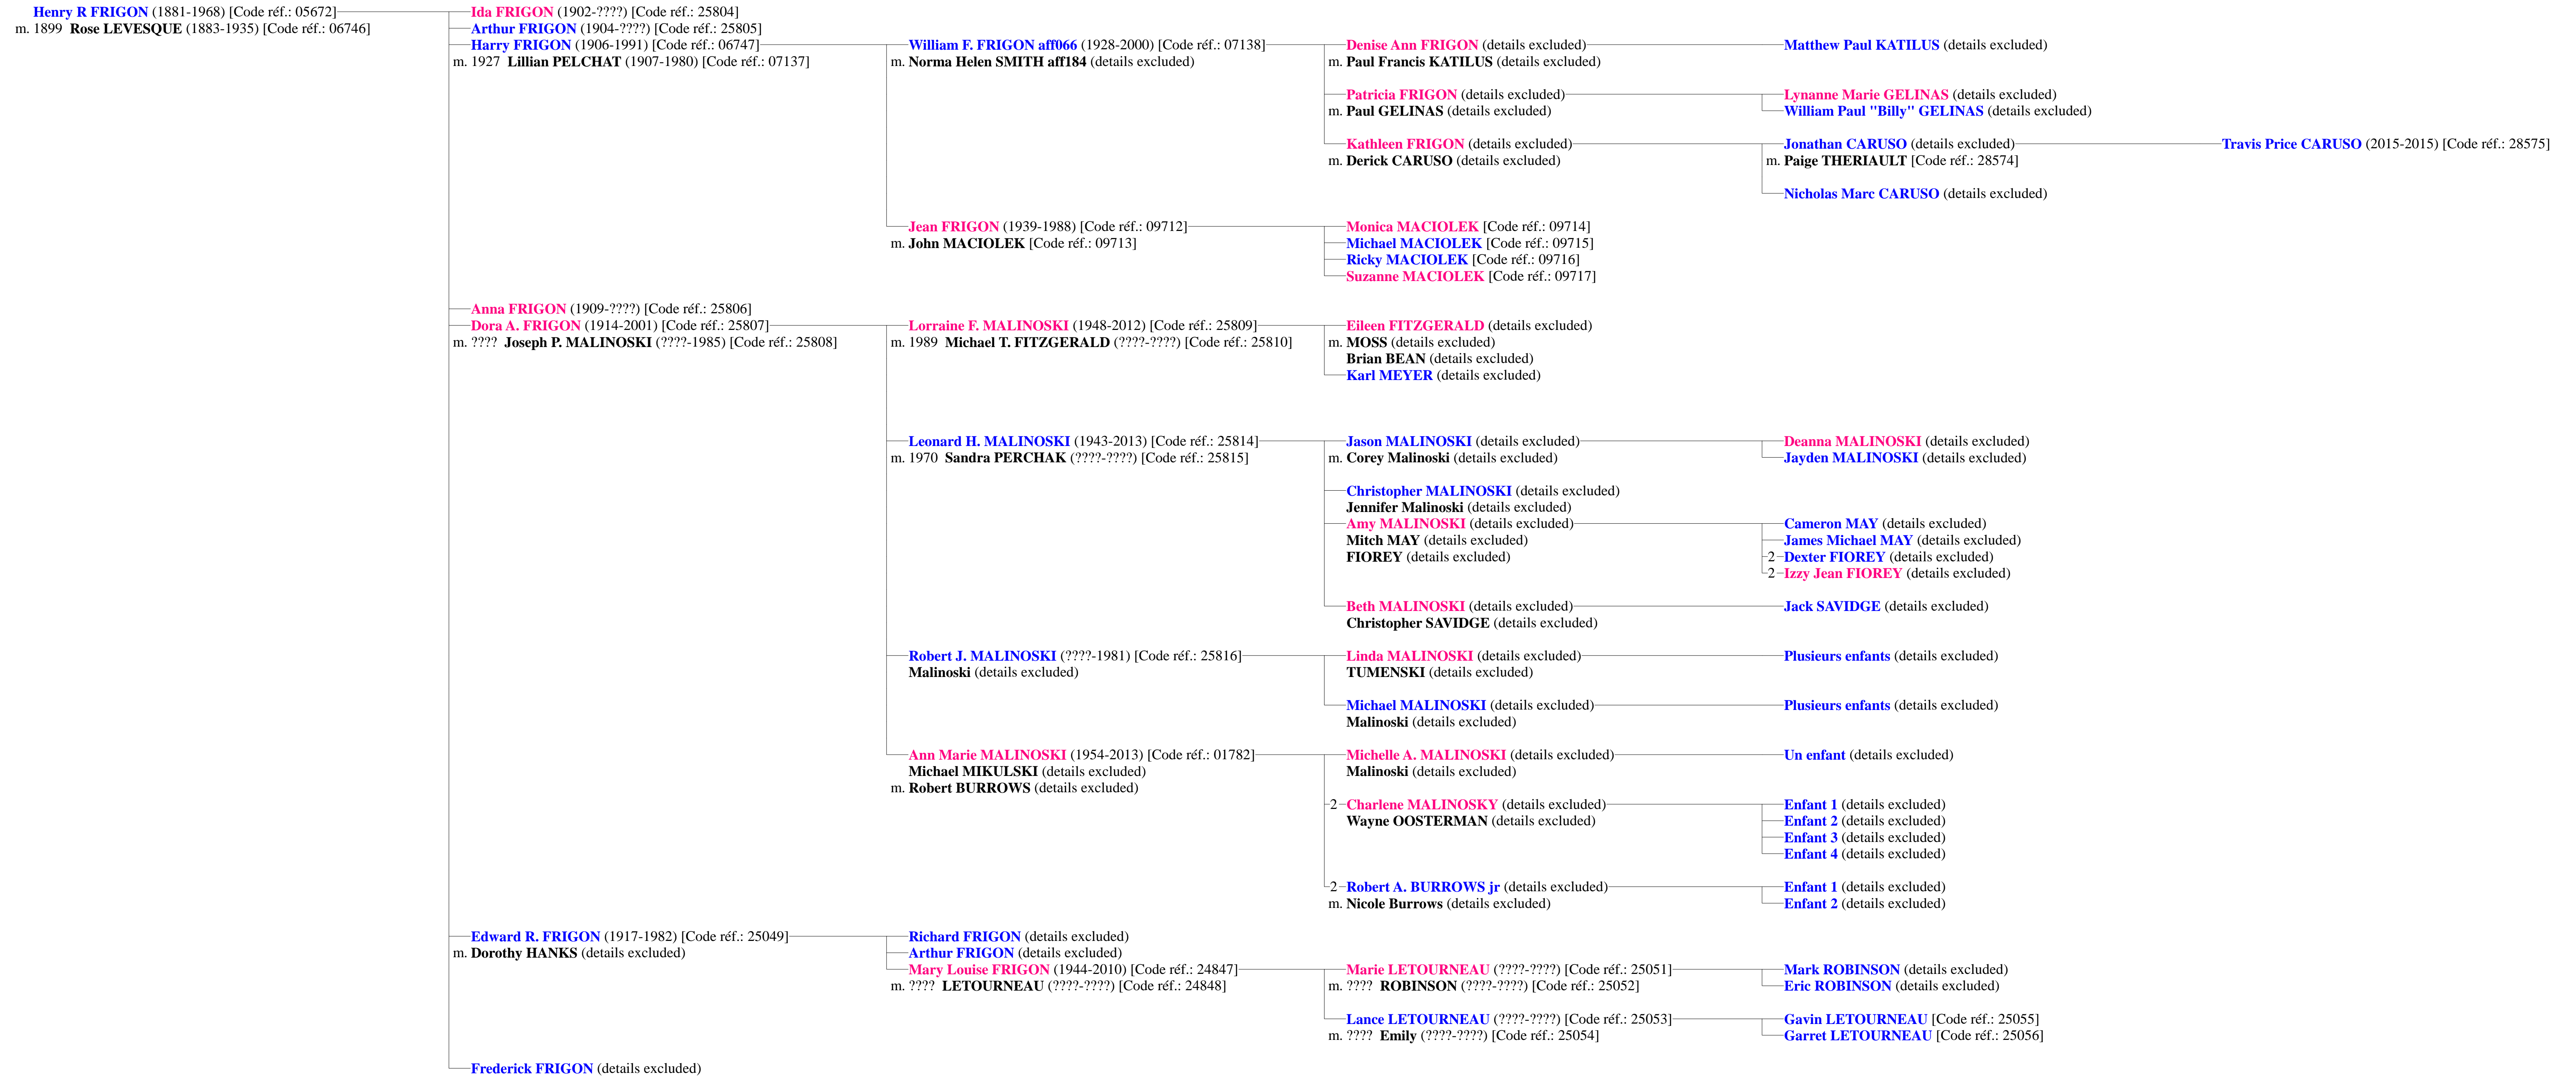 Henry R FRIGON (1881-1968) [Code réf.: 05672]
m. 1899 Rose LEVESQUE (1883-1935) [Code réf.: 06746]
Ida FRIGON (1902-????) [Code réf.: 25804]
Arthur FRIGON (1904-????) [Code réf.: 25805]
Harry FRIGON (1906-1991) [Code réf.: 06747]
m. 1927 Lillian PELCHAT (1907-1980) [Code réf.: 07137]
William F. FRIGON aff066 (1928-2000) [Code réf.: 07138]
m. Norma Helen SMITH aff184 (details excluded)
Denise Ann FRIGON (details excluded)
m. Paul Francis KATILUS (details excluded)
Matthew Paul KATILUS (details excluded)
Patricia FRIGON (details excluded)
m. Paul GELINAS (details excluded)
Lynanne Marie GELINAS (details excluded)
William Paul "Billy" GELINAS (details excluded)
Kathleen FRIGON (details excluded)
m. Derick CARUSO (details excluded)
Jonathan CARUSO (details excluded)
m. Paige THERIAULT [Code réf.: 28574]
Travis Price CARUSO (2015-2015) [Code réf.: 28575]
Nicholas Marc CARUSO (details excluded)
Jean FRIGON (1939-1988) [Code réf.: 09712]
m. John MACIOLEK [Code réf.: 09713]
Monica MACIOLEK [Code réf.: 09714]
Michael MACIOLEK [Code réf.: 09715]
Ricky MACIOLEK [Code réf.: 09716]
Suzanne MACIOLEK [Code réf.: 09717]
Anna FRIGON (1909-????) [Code réf.: 25806]
Dora A. FRIGON (1914-2001) [Code réf.: 25807]
m. ???? Joseph P. MALINOSKI (????-1985) [Code réf.: 25808]
Lorraine F. MALINOSKI (1948-2012) [Code réf.: 25809]
m. 1989 Michael T. FITZGERALD (????-????) [Code réf.: 25810]
Eileen FITZGERALD (details excluded)
m. MOSS (details excluded)
Brian BEAN (details excluded)
Karl MEYER (details excluded)
Leonard H. MALINOSKI (1943-2013) [Code réf.: 25814]
m. 1970 Sandra PERCHAK (????-????) [Code réf.: 25815]
Jason MALINOSKI (details excluded)
m. Corey Malinoski (details excluded)
Deanna MALINOSKI (details excluded)
Jayden MALINOSKI (details excluded)
Christopher MALINOSKI (details excluded)
Jennifer Malinoski (details excluded)
Amy MALINOSKI (details excluded)
Mitch MAY (details excluded)
FIOREY (details excluded)
Cameron MAY (details excluded)
James Michael MAY (details excluded)
2 Dexter FIOREY (details excluded)
2 Izzy Jean FIOREY (details excluded)
Beth MALINOSKI (details excluded)
Christopher SAVIDGE (details excluded)
Jack SAVIDGE (details excluded)
Robert J. MALINOSKI (????-1981) [Code réf.: 25816]
Malinoski (details excluded)
Linda MALINOSKI (details excluded)
TUMENSKI (details excluded)
Plusieurs enfants (details excluded)
Michael MALINOSKI (details excluded)
Malinoski (details excluded)
Plusieurs enfants (details excluded)
Ann Marie MALINOSKI (1954-2013) [Code réf.: 01782]
Michael MIKULSKI (details excluded)
m. Robert BURROWS (details excluded)
Michelle A. MALINOSKI (details excluded)
Malinoski (details excluded)
Un enfant (details excluded)
2 Charlene MALINOSKY (details excluded)
Wayne OOSTERMAN (details excluded)
Enfant 1 (details excluded)
Enfant 2 (details excluded)
Enfant 3 (details excluded)
Enfant 4 (details excluded)
2 Robert A. BURROWS jr (details excluded)
m. Nicole Burrows (details excluded)
Enfant 1 (details excluded)
Enfant 2 (details excluded)
Edward R. FRIGON (1917-1982) [Code réf.: 25049]
m. Dorothy HANKS (details excluded)
Richard FRIGON (details excluded)
Arthur FRIGON (details excluded)
Mary Louise FRIGON (1944-2010) [Code réf.: 24847]
m. ???? LETOURNEAU (????-????) [Code réf.: 24848]
Marie LETOURNEAU (????-????) [Code réf.: 25051]
m. ???? ROBINSON (????-????) [Code réf.: 25052]
Mark ROBINSON (details excluded)
Eric ROBINSON (details excluded)
Lance LETOURNEAU (????-????) [Code réf.: 25053]
m. ???? Emily (????-????) [Code réf.: 25054]
Gavin LETOURNEAU [Code réf.: 25055]
Garret LETOURNEAU [Code réf.: 25056]
Frederick FRIGON (details excluded)